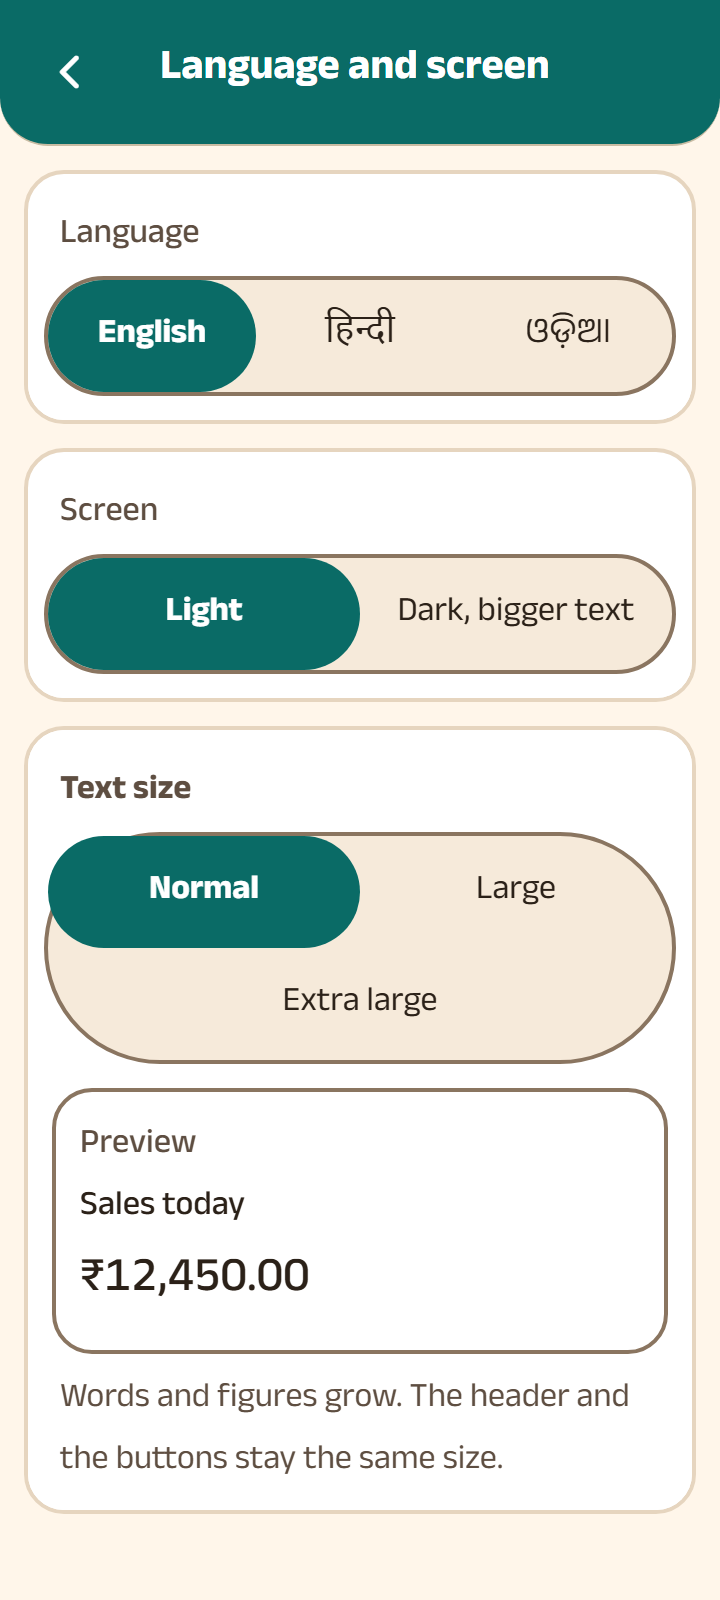 Language and screen
Language
English
हिन्दी
ଓଡ଼ିଆ
Screen
Light
Dark, bigger text
Text size
Normal
Large
Extra large
Preview
Sales today
₹12,450.00
Words and figures grow. The header and
the buttons stay the same size.